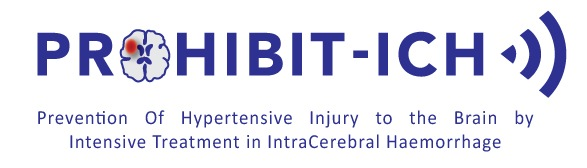 PROHIBIT-ICH
Prevention Of Hypertensive Injury to the Brain by
Intensive Treatment in IntraCerebral Haemorrhage